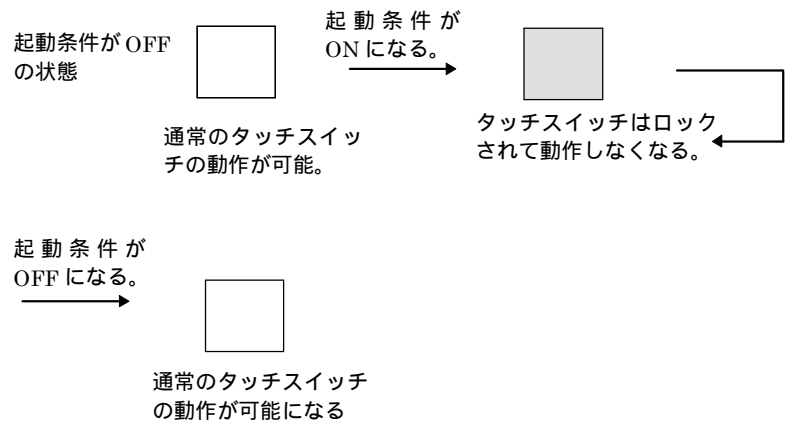 起動条件が OFF
の状態
通常のタッチスイッ
チの動作が可能。
起動条件が
ON になる。
タッチスイッチはロック
されて動作しなくなる。
起動条件が
OFF になる。
通常のタッチスイッチ
の動作が可能になる